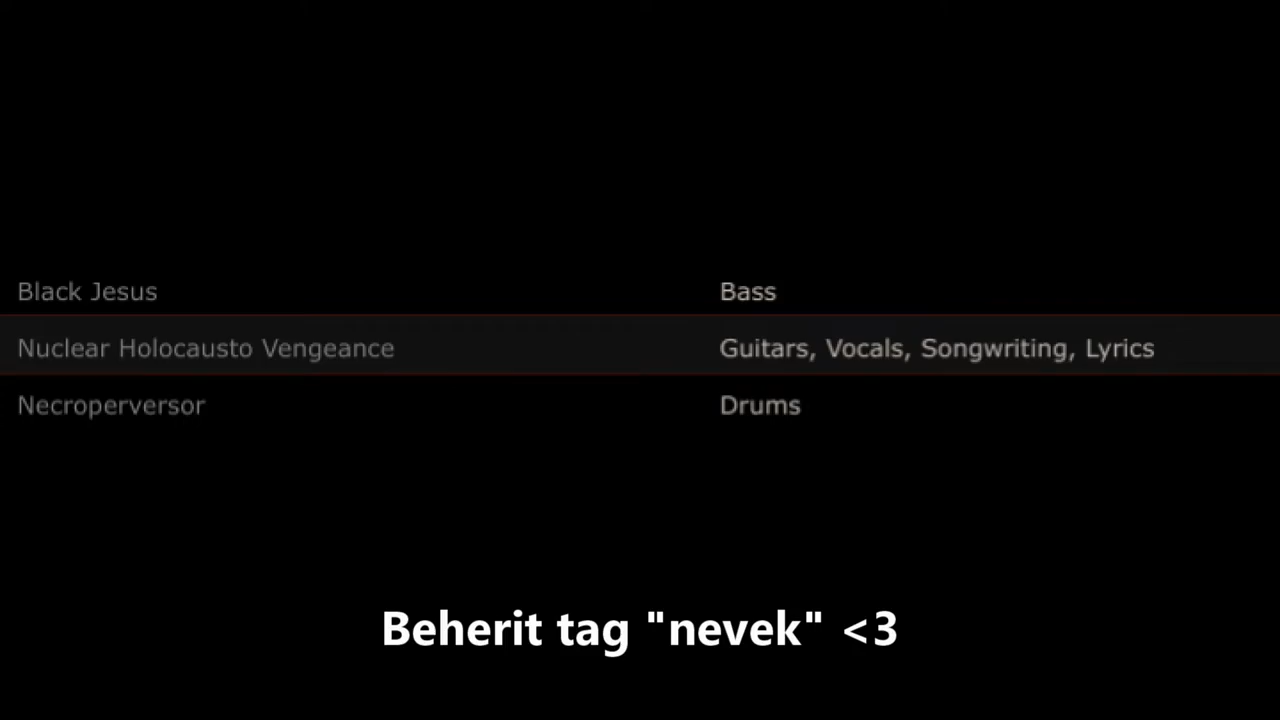 Black Jesus Bass
Nuclear Holocausto Vengeance Guitars, Vocals, Songwriting, Lyrics
Necroperversor Drums
Beherit tag "nevek" <3